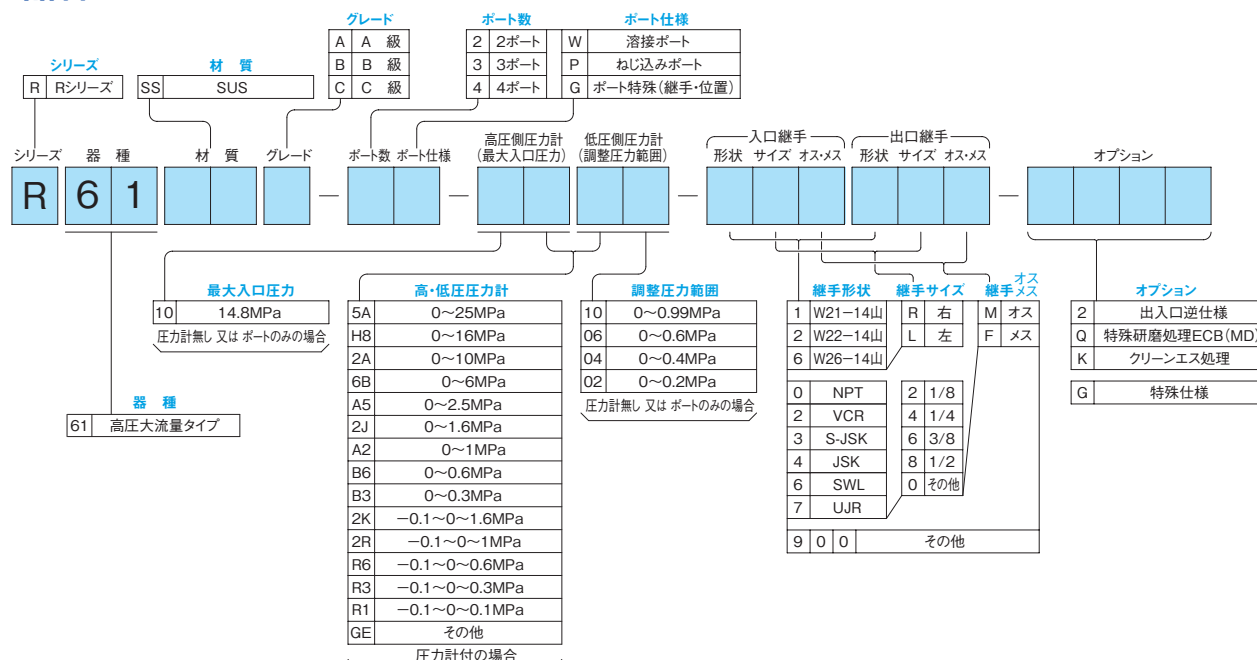 グレード ポート数 ポート仕様
A A 級 2 2ポート W 溶接ポート
シリーズ 材 質 B B 級 3 3ポート P ねじ込みポート
R Rシリーズ SS SUS C C 級 4 4ポート G ポート特殊(継手・位置)
高圧側圧力計 低圧側圧力計 入口継手 出口継手
シリーズ 器 種 材 質 グレード ポート数 ポート仕様 (最大入口圧力) (調整圧力範囲) 形状 サイズ オス・メス 形状 サイズ オス・メス オプション
R 6 1 — — — —
最大入口圧力
10 14.8MPa
圧力計無し 又は ポートのみの場合
器 種
61 高圧大流量タイプ
高・低圧圧力計
5A 0〜25MPa
H8 0〜16MPa
2A 0〜10MPa
6B 0〜6MPa
A5 0〜2.5MPa
2J 0〜1.6MPa
A2 0〜1MPa
B6 0〜0.6MPa
B3 0〜0.3MPa
2K −0.1〜0〜1.6MPa
2R −0.1〜0〜1MPa
R6 −0.1〜0〜0.6MPa
R3 −0.1〜0〜0.3MPa
R1 −0.1〜0〜0.1MPa
GE その他
圧力計付の場合
調整圧力範囲
10 0〜0.99MPa
06 0〜0.6MPa
04 0〜0.4MPa
02 0〜0.2MPa
圧力計無し 又は ポートのみの場合
継手形状 継手サイズ 継手オスメス
1 W21−14山 R 右 M オス
2 W22−14山 L 左 F メス
6 W26−14山
0 NPT 2 1/8
2 VCR 4 1/4
3 S-JSK 6 3/8
4 JSK 8 1/2
6 SWL 0 その他
7 UJR
9 0 0 その他
オプション
2 出入口逆仕様
Q 特殊研磨処理ECB(MD)
K クリーンエス処理
G 特殊仕様